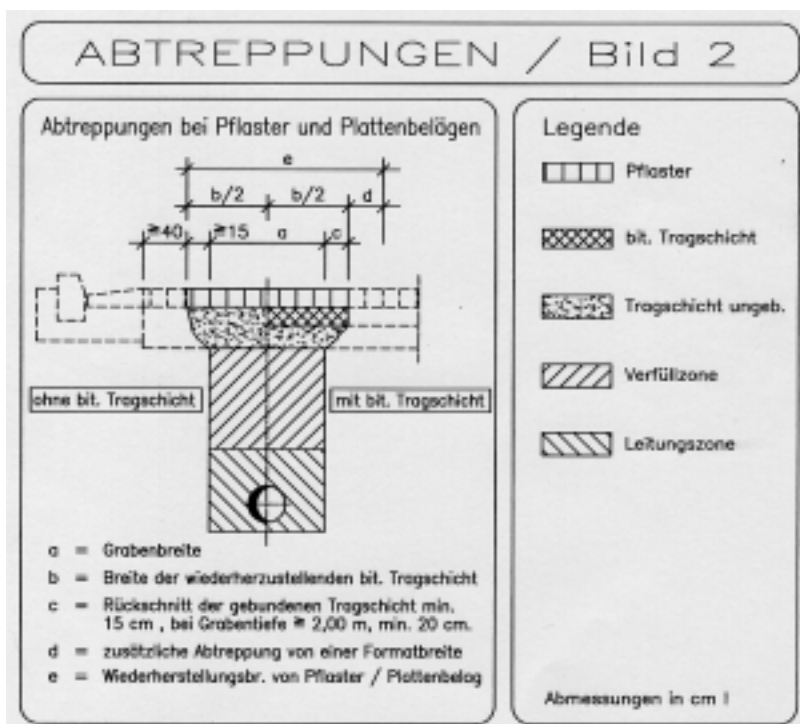 ABTREPPUNGEN / Bild 2
Abtreppungen bei Pflaster und Plattenbelägen
e
b/2 b/2 d
≧40 ≧15 a c
ohne bit. Tragschicht
mit bit. Tragschicht
a = Grabenbreite
b = Breite der wiederherzustellenden bit. Tragschicht
c = Rückschnitt der gebundenen Tragschicht min.
15 cm , bei Grabentiefe ≧ 2,00 m, min. 20 cm.
d = zusätzliche Abtreppung von einer Formatbreite
e = Wiederherstellungsbr. von Pflaster / Plattenbelag
Legende
Pflaster
bit. Tragschicht
Tragschicht ungeb.
Verfüllzone
Leitungszone
Abmessungen in cm !